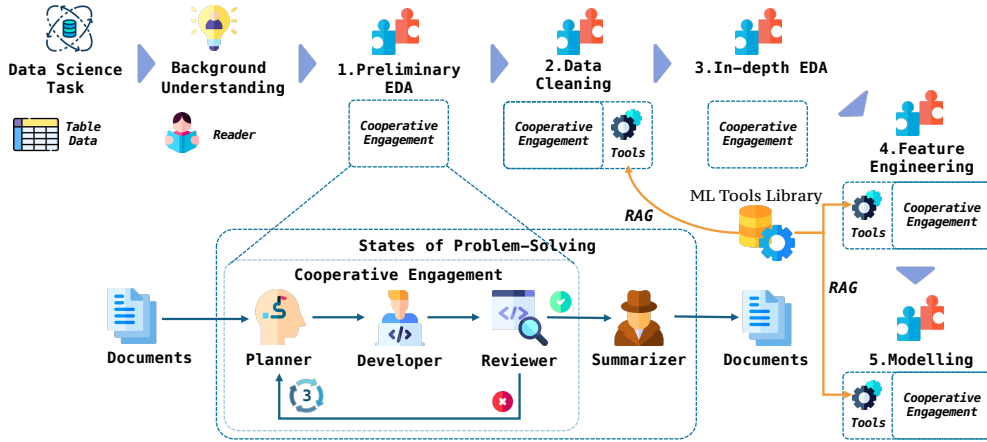 Data Science
Task
Background
Understanding
1.Preliminary
EDA
2.Data
Cleaning
3.In-depth EDA
Table
Data
Reader
Cooperative
Engagement
Cooperative
Engagement
Tools
Cooperative
Engagement
4.Feature
Engineering
ML Tools Library
RAG
Tools
Cooperative
Engagement
States of Problem-Solving
Cooperative Engagement
RAG
Documents
Planner
Developer
Reviewer
Summarizer
Documents
3
5.Modelling
Tools
Cooperative
Engagement